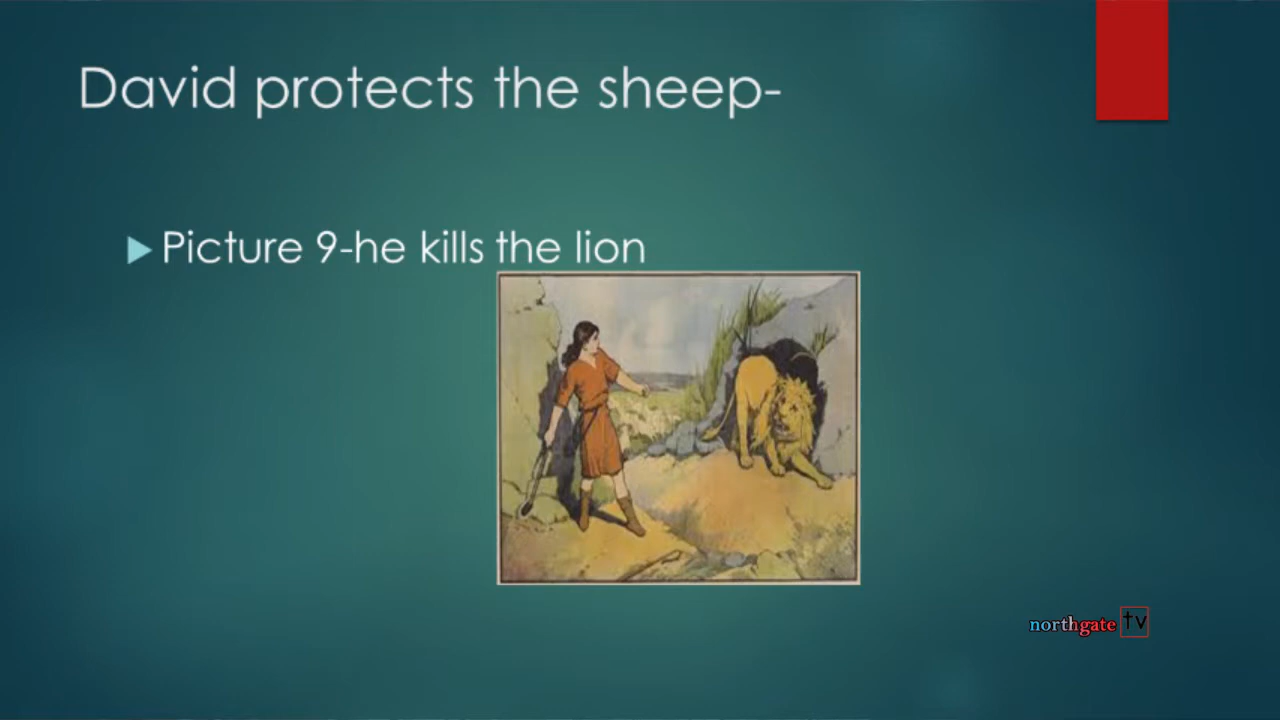 David protects the sheep-
Picture 9-he kills the lion
northgate tv